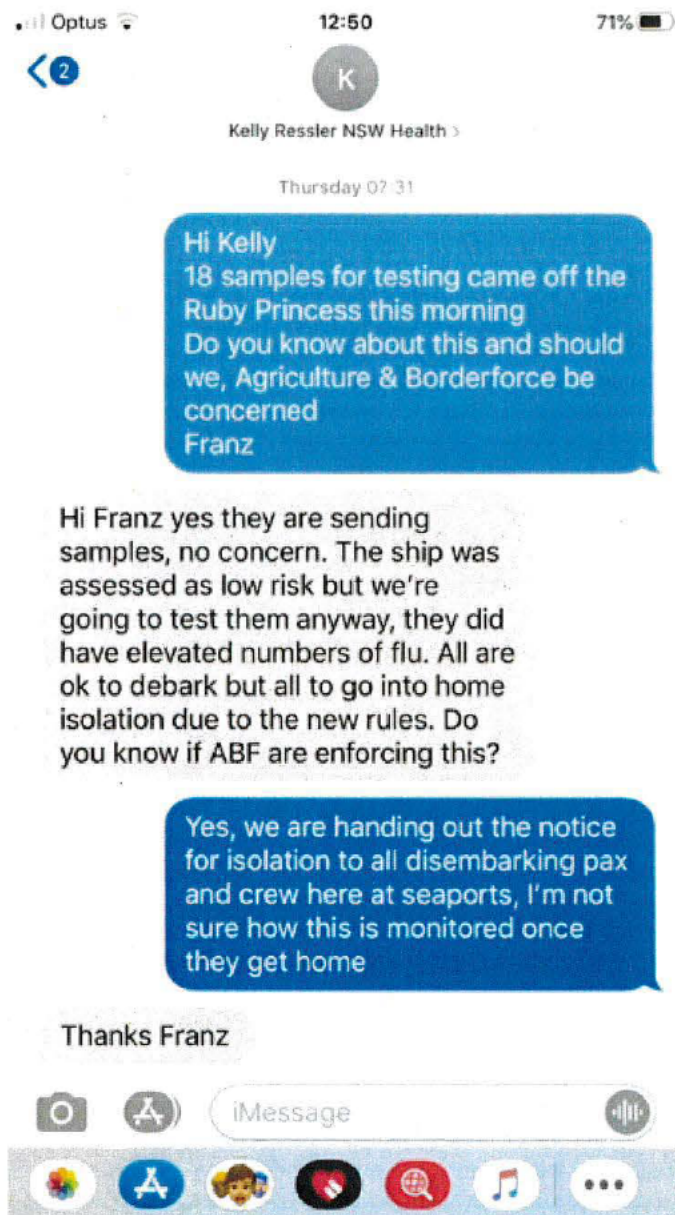 Optus
12:50
71%
2
K
Kelly Ressler NSW Health >
Thursday 07:31
Hi Kelly
18 samples for testing came off the
Ruby Princess this morning
Do you know about this and should
we, Agriculture & Borderforce be
concerned
Franz
Hi Franz yes they are sending
samples, no concern. The ship was
assessed as low risk but we're
going to test them anyway, they did
have elevated numbers of flu. All are
ok to debark but all to go into home
isolation due to the new rules. Do
you know if ABF are enforcing this?
Yes, we are handing out the notice
for isolation to all disembarking pax
and crew here at seaports, I'm not
sure how this is monitored once
they get home
Thanks Franz
iMessage